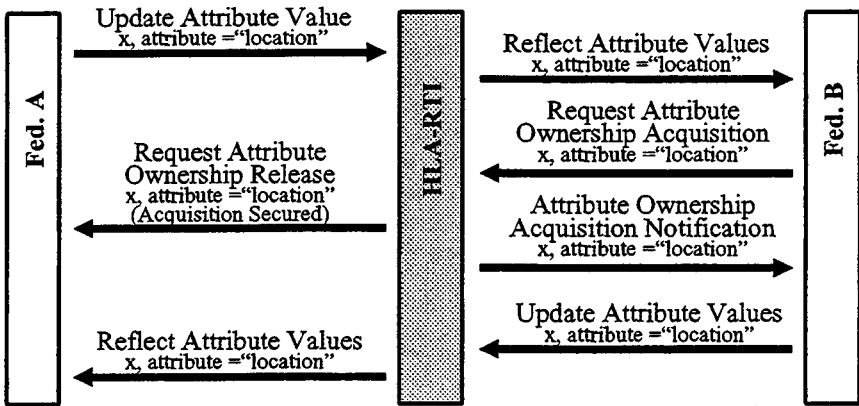 Update Attribute Value
x, attribute ="location"
Reflect Attribute Values
x, attribute ="location"
Request Attribute
Ownership Acquisition
x, attribute ="location"
Request Attribute
Ownership Release
x, attribute ="location"
(Acquisition Secured)
Attribute Ownership
Acquisition Notification
x, attribute ="location"
Update Attribute Values
x, attribute ="location"
Reflect Attribute Values
x, attribute ="location"
Fed. A
HLA-RTI
Fed. B